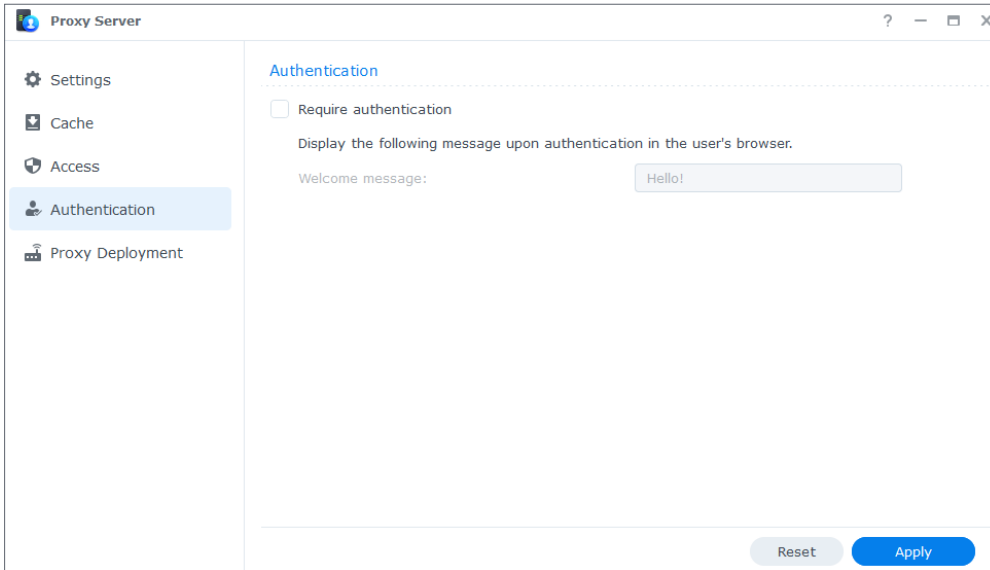 Proxy Server
Settings
Cache
Access
Authentication
Proxy Deployment
Authentication
Require authentication
Display the following message upon authentication in the user's browser.
Welcome message: Hello!
Reset Apply